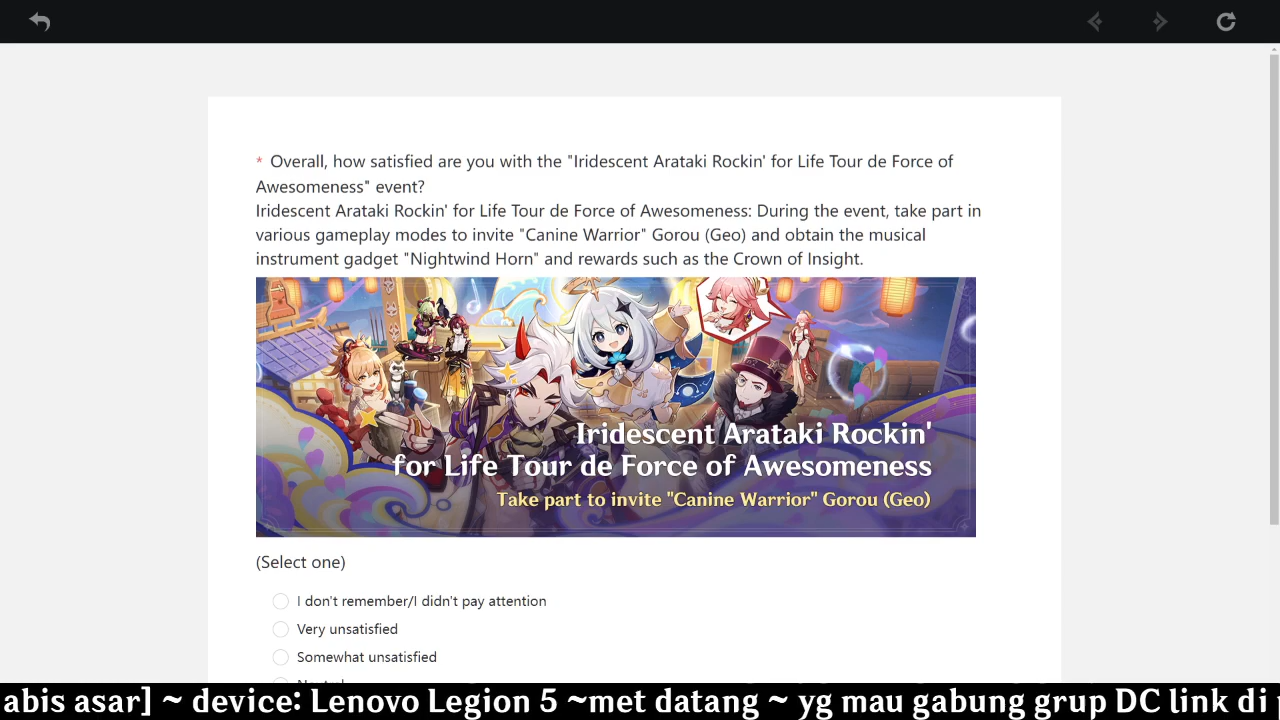 * Overall, how satisfied are you with the "Iridescent Arataki Rockin' for Life Tour de Force of
Awesomeness" event?
Iridescent Arataki Rockin' for Life Tour de Force of Awesomeness: During the event, take part in
various gameplay modes to invite "Canine Warrior" Gorou (Geo) and obtain the musical
instrument gadget "Nightwind Horn" and rewards such as the Crown of Insight.
Iridescent Arataki Rockin'
for Life Tour de Force of Awesomeness
Take part to invite "Canine Warrior" Gorou (Geo)
(Select one)
I don't remember/I didn't pay attention
Very unsatisfied
Somewhat unsatisfied
Neutral
abis asar] ~ device: Lenovo Legion 5 ~met datang ~ yg mau gabung grup DC link di